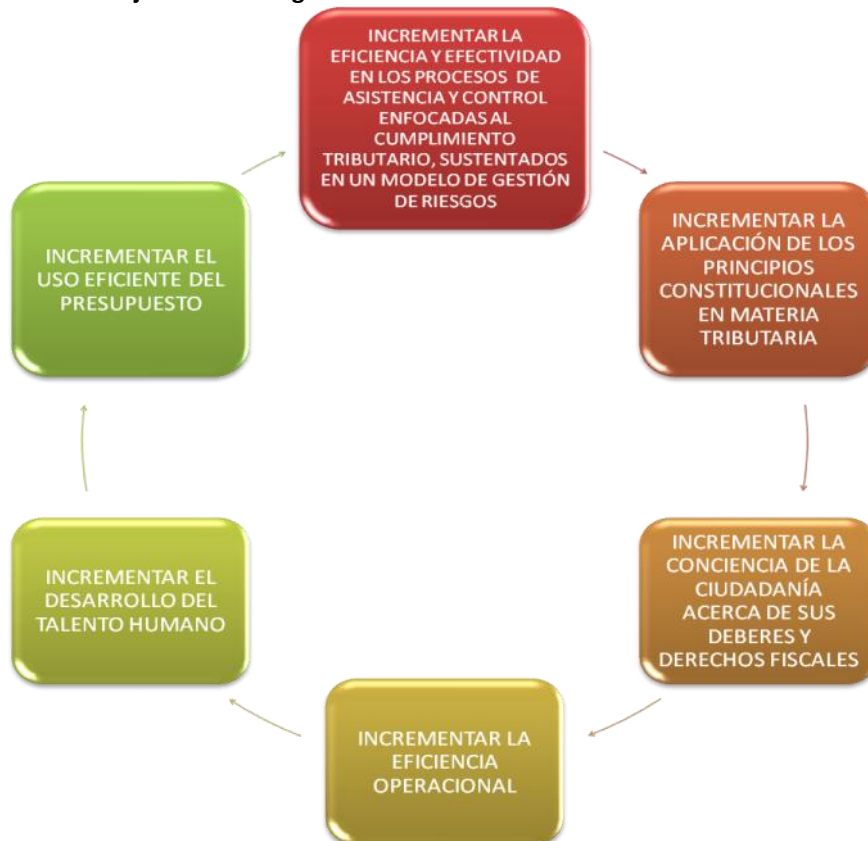 INCREMENTAR LA
EFICIENCIA Y EFECTIVIDAD
EN LOS PROCESOS DE
ASISTENCIA Y CONTROL
ENFOCADAS AL
CUMPLIMIENTO
TRIBUTARIO, SUSTENTADOS
EN UN MODELO DE GESTIÓN
DE RIESGOS
INCREMENTAR LA
APLICACIÓN DE LOS
PRINCIPIOS
CONSTITUCIONALES
EN MATERIA
TRIBUTARIA
INCREMENTAR LA
CONCIENCIA DE LA
CIUDADANÍA
ACERCA DE SUS
DEBERES Y
DERECHOS FISCALES
INCREMENTAR LA
EFICIENCIA
OPERACIONAL
INCREMENTAR EL
DESARROLLO DEL
TALENTO HUMANO
INCREMENTAR EL
USO EFICIENTE DEL
PRESUPUESTO